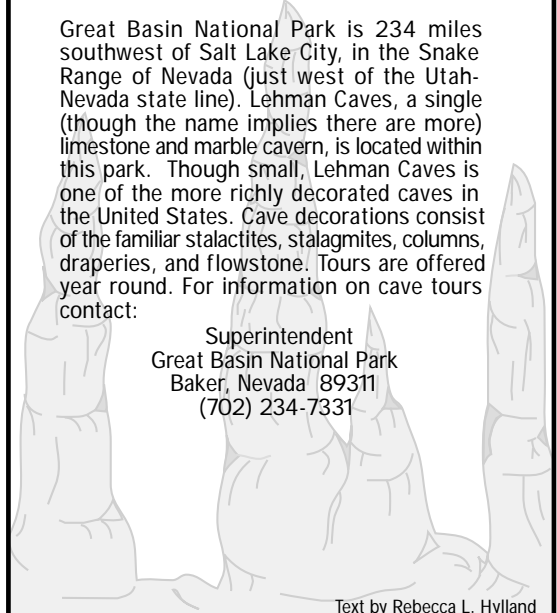 Great Basin National Park is 234 miles
southwest of Salt Lake City, in the Snake
Range of Nevada (just west of the Utah-
Nevada state line). Lehman Caves, a single
(though the name implies there are more)
limestone and marble cavern, is located within
this park. Though small, Lehman Caves is
one of the more richly decorated caves in
the United States. Cave decorations consist
of the familiar stalactites, stalagmites, columns,
draperies, and flowstone. Tours are offered
year round. For information on cave tours
contact:
Superintendent
Great Basin National Park
Baker, Nevada 89311
(702) 234-7331
Text by Rebecca L. Hylland